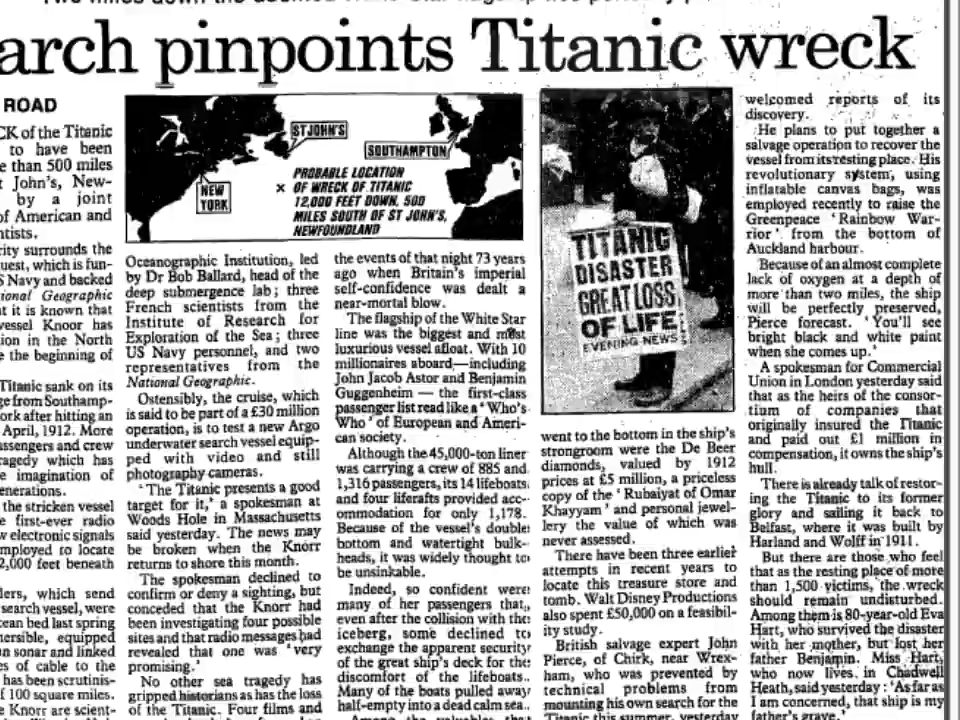 arch pinpoints Titanic wreck
ROAD
CK of the Titanic
to have been
e than 500 miles
t John's, New-
by a joint
of American and
ntists.
rity surrounds the
uest, which is fun-
S Navy and backed
ional Geographic
t it is known that
vessel Knoor has
ion in the North
e the beginning of
Titanic sank on its
ge from Southamp-
ork after hitting an
April, 1912. More
assengers and crew
ragedy which has
e imagination of
enerations.
the stricken vessel
e first-ever radio
w electronic signals
mployed to locate
2,000 feet beneath
lers, which send
search vessel, were
cean bed last spring
mersible, equipped
n sonar and linked
es of cable to the
has been scrutinis-
f 100 square miles.
e Knorr are scient-
ST JOHN'S
SOUTHAMPTON
NEW
YORK
PROBABLE LOCATION
× OF WRECK OF TITANIC
12,000 FEET DOWN, 500
MILES SOUTH OF ST JOHN'S,
NEWFOUNDLAND
Oceanographic Institution, led
by Dr Bob Ballard, head of the
deep submergence lab; three
French scientists from the
Institute of Research for
Exploration of the Sea; three
US Navy personnel, and two
representatives from the
National Geographic.
Ostensibly, the cruise, which
is said to be part of a £30 million
operation, is to test a new Argo
underwater search vessel equip-
ped with video and still
photography cameras.
'The Titanic presents a good
target for it,' a spokesman at
Woods Hole in Massachusetts
said yesterday. The news may
be broken when the Knorr
returns to shore this month.
The spokesman declined to
confirm or deny a sighting, but
conceded that the Knorr had
been investigating four possible
sites and that radio messages had
revealed that one was 'very
promising.'
No other sea tragedy has
gripped historians as has the loss
of the Titanic. Four films and
the events of that night 73 years
ago when Britain's imperial
self-confidence was dealt a
near-mortal blow.
The flagship of the White Star
line was the biggest and most
luxurious vessel afloat. With 10
millionaires aboard—including
John Jacob Astor and Benjamin
Guggenheim — the first-class
passenger list read like a 'Who's
Who' of European and Ameri-
can society.
Although the 45,000-ton liner
was carrying a crew of 885 and
1,316 passengers, its 14 lifeboats
and four liferafts provided acc-
ommodation for only 1,178.
Because of the vessel's double
bottom and watertight bulk-
heads, it was widely thought to
be unsinkable.
Indeed, so confident were
many of her passengers that,
even after the collision with the
iceberg, some declined to
exchange the apparent security
of the great ship's deck for the
discomfort of the lifeboats.
Many of the boats pulled away
half-empty into a dead calm sea.
Among the valuables that
TITANIC
DISASTER
GREAT LOSS
OF LIFE
EVENING NEWS
went to the bottom in the ship's
strongroom were the De Beer
diamonds, valued by 1912
prices at £5 million, a priceless
copy of the 'Rubaiyat of Omar
Khayyam' and personal jewel-
lery the value of which was
never assessed.
There have been three earlier
attempts in recent years to
locate this treasure store and
tomb. Walt Disney Productions
also spent £50,000 on a feasibil-
ity study.
British salvage expert John
Pierce, of Chirk, near Wrex-
ham, who was prevented by
technical problems from
mounting his own search for the
Titanic this summer, yesterday
welcomed reports of its
discovery.
He plans to put together a
salvage operation to recover the
vessel from its resting place. His
revolutionary system, using
inflatable canvas bags, was
employed recently to raise the
Greenpeace 'Rainbow War-
rior' from the bottom of
Auckland harbour.
Because of an almost complete
lack of oxygen at a depth of
more than two miles, the ship
will be perfectly preserved,
Pierce forecast. 'You'll see
bright black and white paint
when she comes up.'
A spokesman for Commercial
Union in London yesterday said
that as the heirs of the consor-
tium of companies that
originally insured the Titanic
and paid out £1 million in
compensation, it owns the ship's
hull.
There is already talk of restor-
ing the Titanic to its former
glory and sailing it back to
Belfast, where it was built by
Harland and Wolff in 1911.
But there are those who feel
that as the resting place of more
than 1,500 victims, the wreck
should remain undisturbed.
Among them is 80-year-old Eva
Hart, who survived the disaster
with her mother, but lost her
father Benjamin. Miss Hart,
who now lives in Chadwell
Heath, said yesterday: 'As far as
I am concerned, that ship is my
father's grave.'